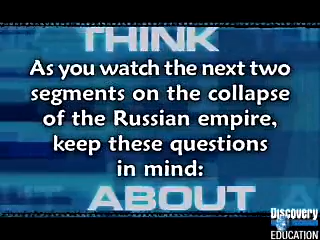 THINK
As you watch the next two
segments on the collapse
of the Russian empire,
keep these questions
in mind:
ABOUT
Discovery
EDUCATION